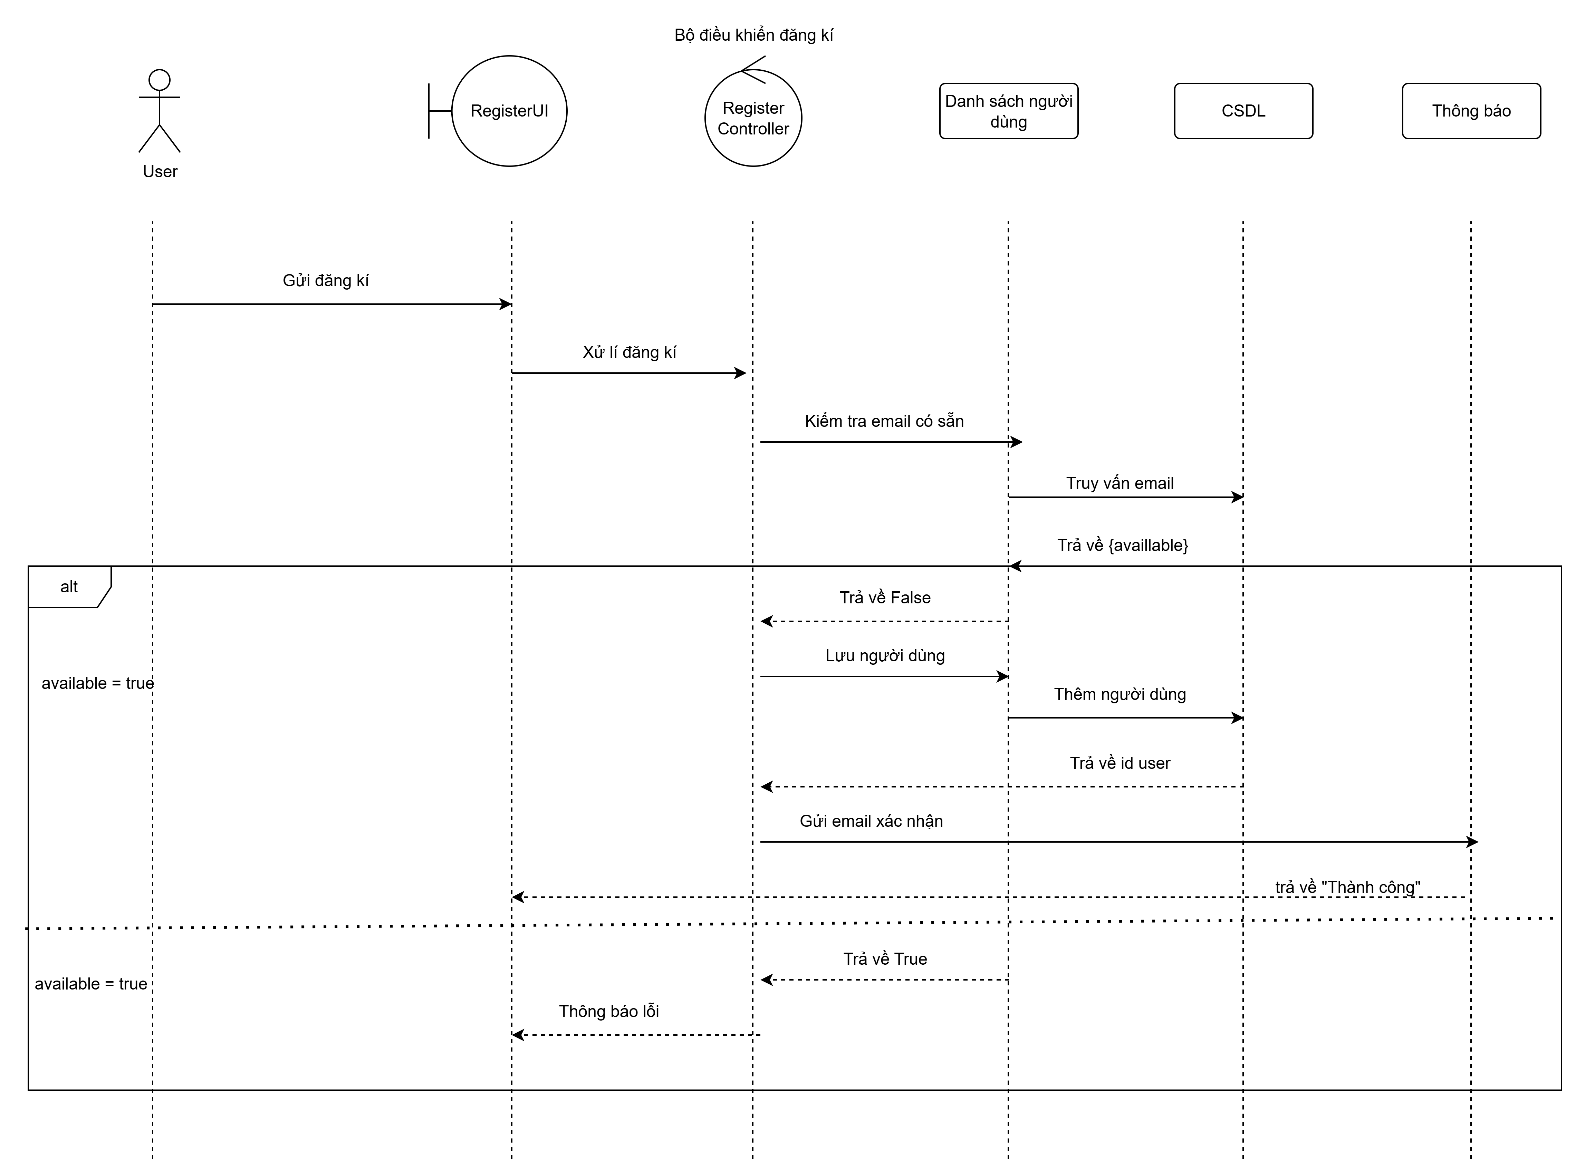 Bộ điều khiển đăng kí
User
RegisterUI
Register
Controller
Danh sách người
dùng
CSDL
Thông báo
Gửi đăng kí
Xử lí đăng kí
Kiểm tra email có sẵn
Truy vấn email
Trả về {availlable}
alt
Trả về False
Lưu người dùng
available = true
Thêm người dùng
Trả về id user
Gửi email xác nhận
trả về "Thành công"
Trả về True
available = true
Thông báo lỗi